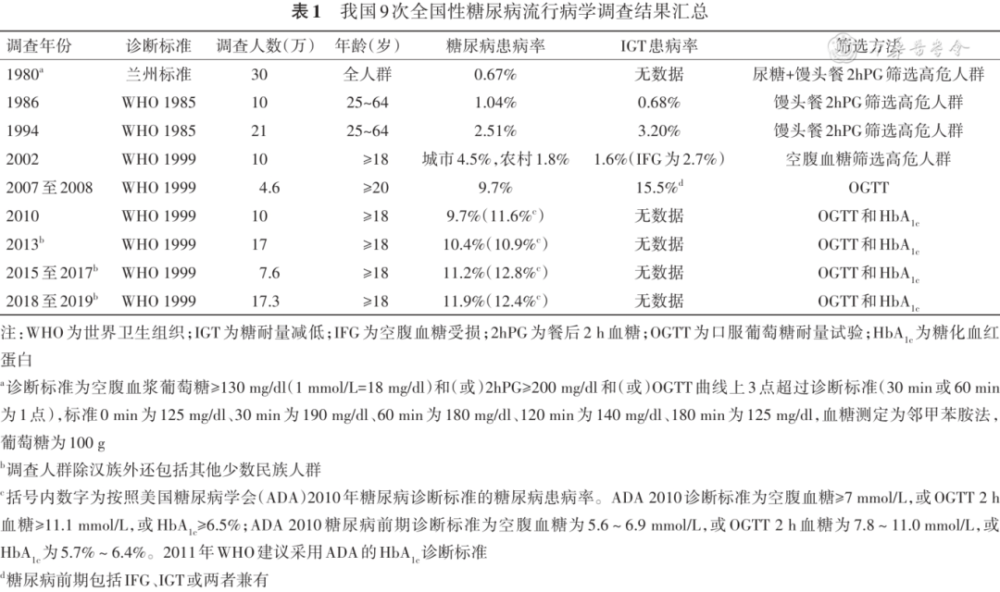 表1 我国9次全国性糖尿病流行病学调查结果汇总
调查年份 诊断标准 调查人数(万) 年龄(岁) 糖尿病患病率 IGT患病率 筛选方法
1980a 兰州标准 30 全人群 0.67% 无数据 尿糖+馒头餐2hPG筛选高危人群
1986 WHO 1985 10 25~64 1.04% 0.68% 馒头餐2hPG筛选高危人群
1994 WHO 1985 21 25~64 2.51% 3.20% 馒头餐2hPG筛选高危人群
2002 WHO 1999 10 ≥18 城市4.5%,农村1.8% 1.6%(IFG为2.7%) 空腹血糖筛选高危人群
2007至2008 WHO 1999 4.6 ≥20 9.7% 15.5%d OGTT
2010 WHO 1999 10 ≥18 9.7%(11.6%c) 无数据 OGTT和HbA1c
2013b WHO 1999 17 ≥18 10.4%(10.9%c) 无数据 OGTT和HbA1c
2015至2017b WHO 1999 7.6 ≥18 11.2%(12.8%c) 无数据 OGTT和HbA1c
2018至2019b WHO 1999 17.3 ≥18 11.9%(12.4%c) 无数据 OGTT和HbA1c
注:WHO为世界卫生组织;IGT为糖耐量减低;IFG为空腹血糖受损;2hPG为餐后2 h血糖;OGTT为口服葡萄糖耐量试验;HbA1c为糖化血红
蛋白
a诊断标准为空腹血浆葡萄糖≥130 mg/dl(1 mmol/L=18 mg/dl)和(或)2hPG≥200 mg/dl和(或)OGTT曲线上3点超过诊断标准(30 min或60 min
为1点),标准0 min为125 mg/dl、30 min为190 mg/dl、60 min为180 mg/dl、120 min为140 mg/dl、180 min为125 mg/dl,血糖测定为邻甲苯胺法,
葡萄糖为100 g
b调查人群除汉族外还包括其他少数民族人群
c括号内数字为按照美国糖尿病学会(ADA)2010年糖尿病诊断标准的糖尿病患病率。ADA 2010诊断标准为空腹血糖≥7 mmol/L,或OGTT 2 h
血糖≥11.1 mmol/L,或HbA1c≥6.5%;ADA 2010糖尿病前期诊断标准为空腹血糖为5.6~6.9 mmol/L,或OGTT 2 h血糖为7.8~11.0 mmol/L,或
HbA1c为5.7%~6.4%。2011年WHO建议采用ADA的HbA1c诊断标准
d糖尿病前期包括IFG、IGT或两者兼有